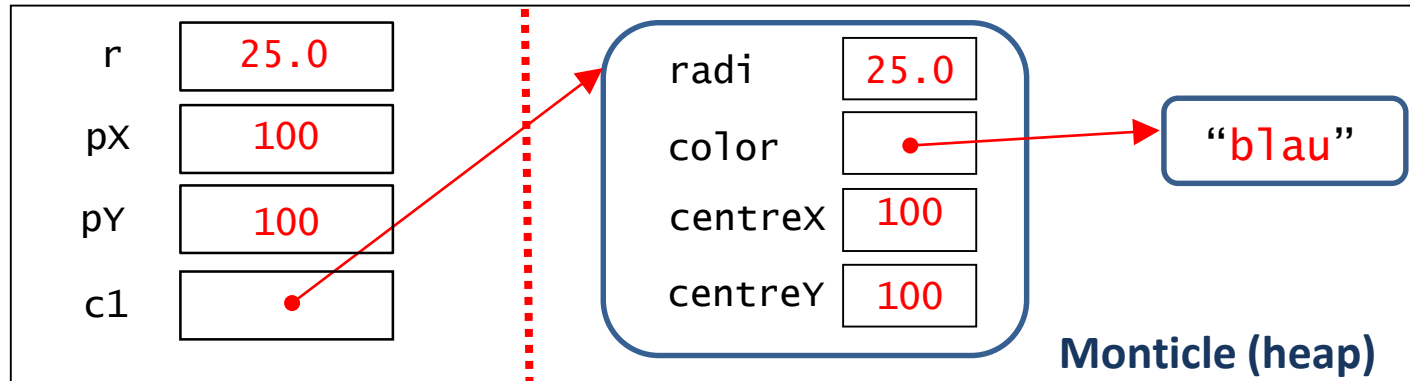 r 25.0
pX 100
pY 100
c1
radi 25.0
color
centreX 100
centreY 100
“blau”
Monticle (heap)